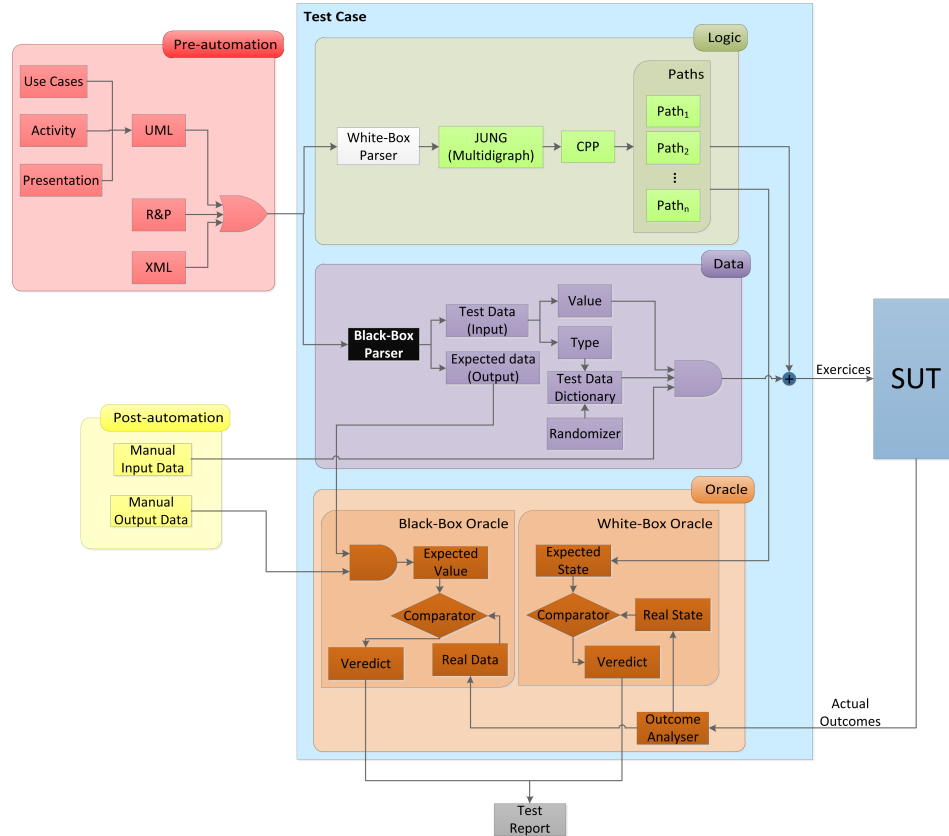 Test Case
Pre-automation
Use Cases
Activity
Presentation
UML
R&P
XML
Logic
White-Box
Parser
JUNG
(Multidigraph)
CPP
Paths
Path1
Path2
⋮
Pathn
Data
Black-Box
Parser
Test Data
(Input)
Expected data
(Output)
Value
Type
Test Data
Dictionary
Randomizer
+
Exercices
SUT
Post-automation
Manual
Input Data
Manual
Output Data
Oracle
Black-Box Oracle
Expected
Value
Comparator
Veredict
Real Data
White-Box Oracle
Expected
State
Comparator
Real State
Veredict
Outcome
Analyser
Actual
Outcomes
Test
Report